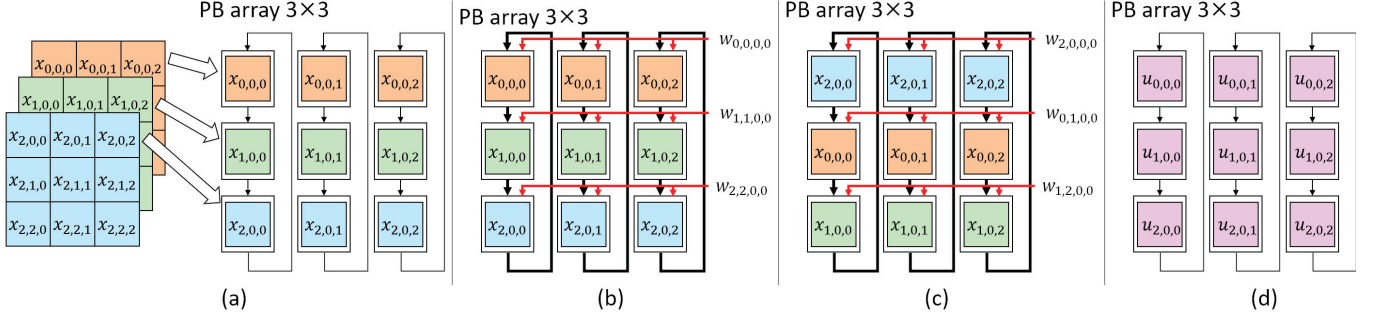 PB array 3×3
x0,0,0 x0,0,1 x0,0,2
x1,0,0 x1,0,1 x1,0,2
x2,0,0 x2,0,1 x2,0,2
x2,1,0 x2,1,1 x2,1,2
x2,2,0 x2,2,1 x2,2,2
x0,0,0 x0,0,1 x0,0,2
x1,0,0 x1,0,1 x1,0,2
x2,0,0 x2,0,1 x2,0,2
(a)
PB array 3×3
w0,0,0,0
x0,0,0 x0,0,1 x0,0,2
w1,1,0,0
x1,0,0 x1,0,1 x1,0,2
w2,2,0,0
x2,0,0 x2,0,1 x2,0,2
(b)
PB array 3×3
w2,0,0,0
x2,0,0 x2,0,1 x2,0,2
w0,1,0,0
x0,0,0 x0,0,1 x0,0,2
w1,2,0,0
x1,0,0 x1,0,1 x1,0,2
(c)
PB array 3×3
u0,0,0 u0,0,1 u0,0,2
u1,0,0 u1,0,1 u1,0,2
u2,0,0 u2,0,1 u2,0,2
(d)